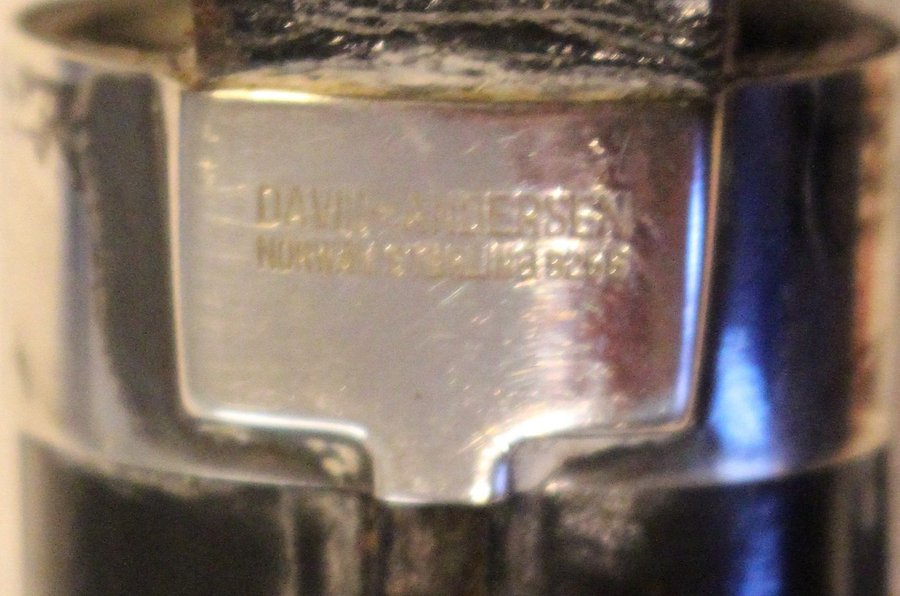 DAVID-ANDERSEN
NORWAY STERLING 925S